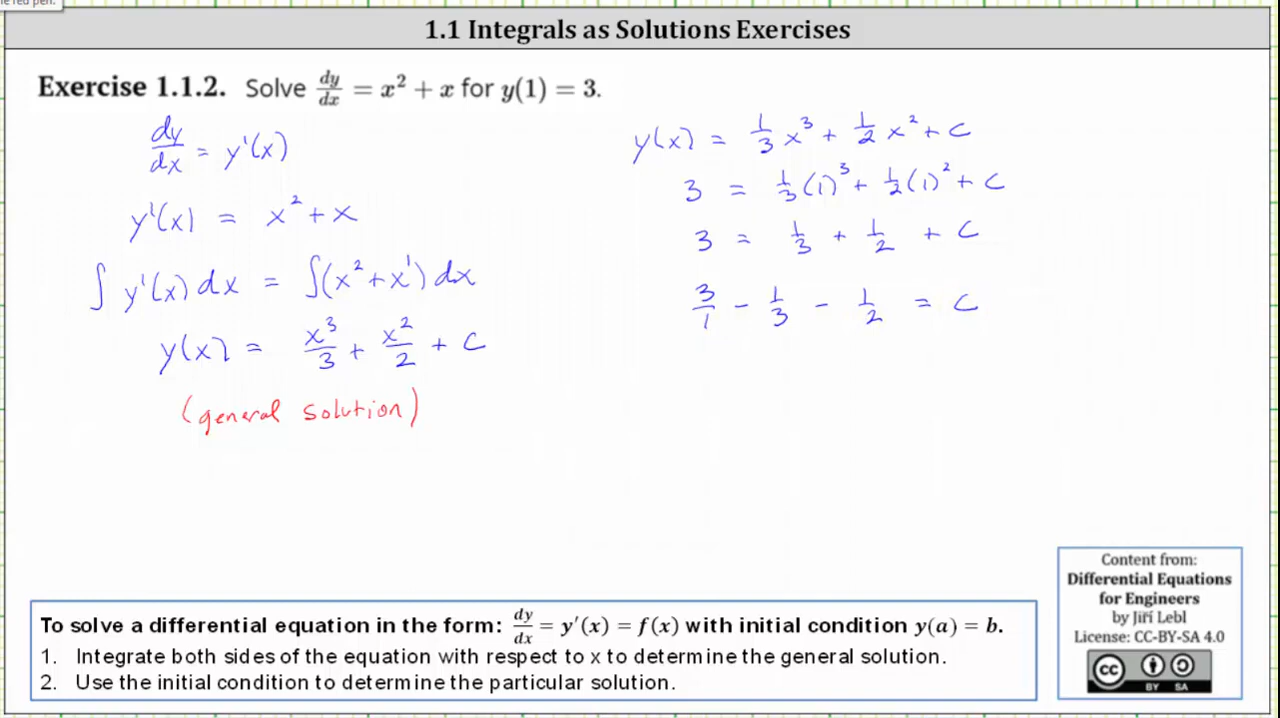 he red pen.
1.1 Integrals as Solutions Exercises
Exercise 1.1.2. Solve dy/dx = x² + x for y(1) = 3.
dy/dx = y'(x)
y'(x) = x² + x
∫ y'(x) dx = ∫(x² + x¹) dx
y(x) = x³/3 + x²/2 + C
(general solution)
y(x) = 1/3 x³ + 1/2 x² + C
3 = 1/3 (1)³ + 1/2 (1)² + C
3 = 1/3 + 1/2 + C
3/1 - 1/3 - 1/2 = C
Content from:
Differential Equations
for Engineers
by Jiří Lebl
License: CC-BY-SA 4.0
cc BY SA
To solve a differential equation in the form: dy/dx = y'(x) = f(x) with initial condition y(a) = b.
1. Integrate both sides of the equation with respect to x to determine the general solution.
2. Use the initial condition to determine the particular solution.